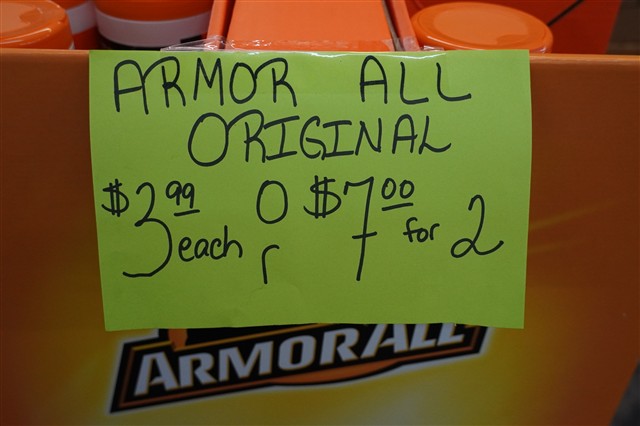 ARMOR ALL
ORIGINAL
$3.99 each Or $7.00 for 2
ARMORALL